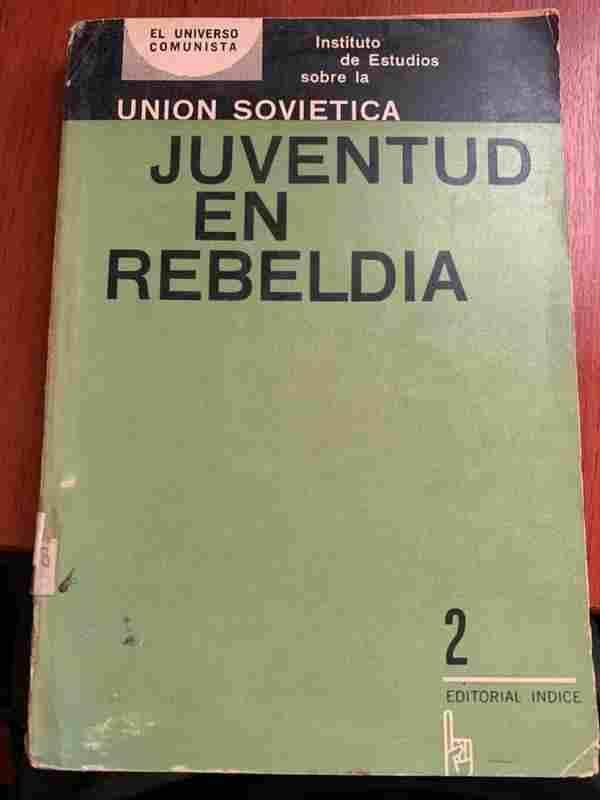 EL UNIVERSO
COMUNISTA
Instituto
de Estudios
sobre la
UNION SOVIETICA
JUVENTUD
EN
REBELDIA
2
EDITORIAL INDICE